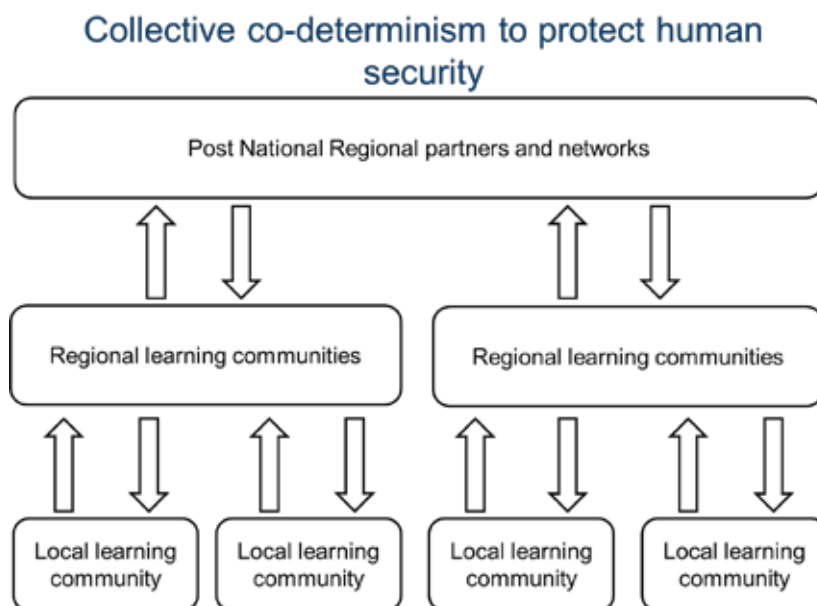 Collective co-determinism to protect human
security
Post National Regional partners and networks
Regional learning communities
Regional learning communities
Local learning
community
Local learning
community
Local learning
community
Local learning
community